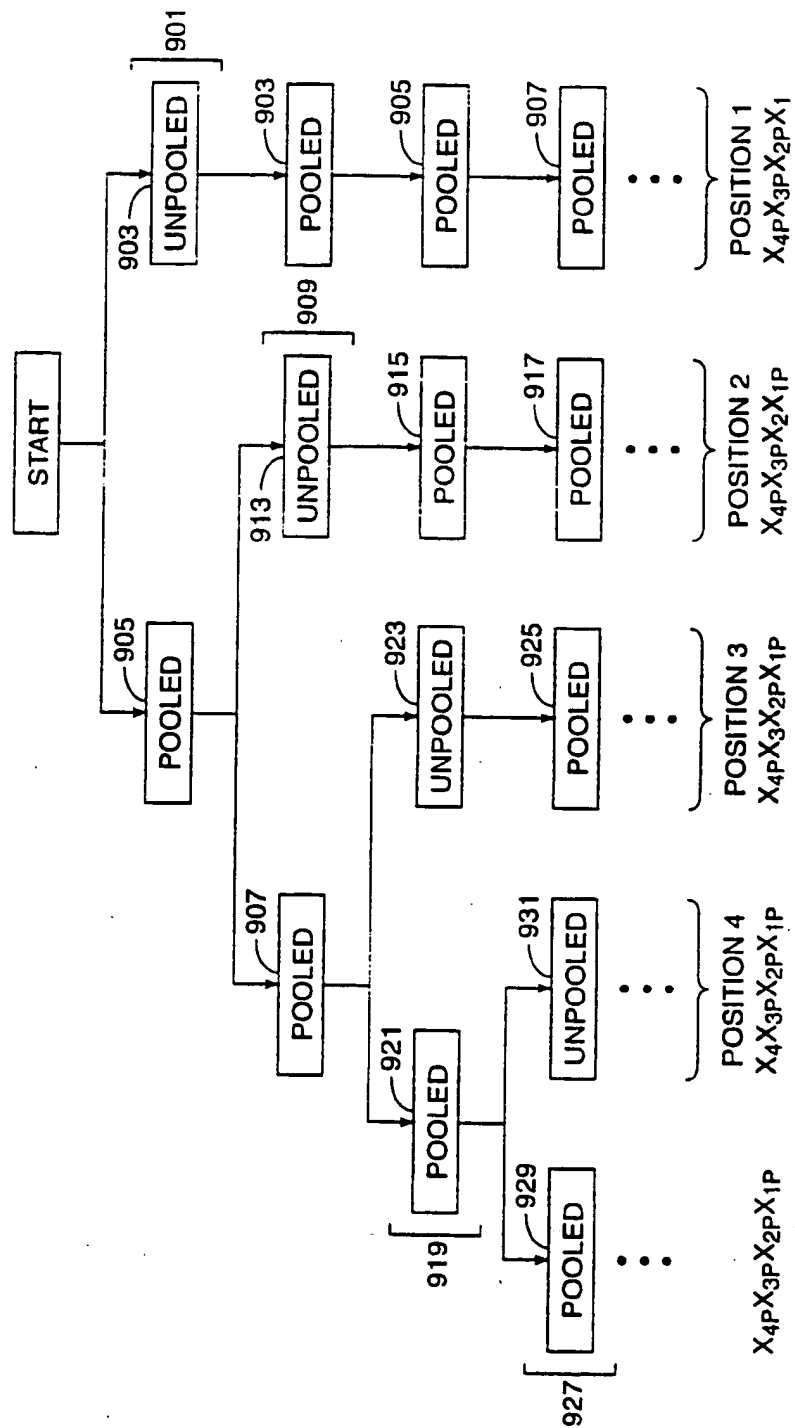 START
901
905
POOLED
903
UNPOOLED
909
907
POOLED
913
UNPOOLED
903
POOLED
919
921
POOLED
923
UNPOOLED
915
POOLED
905
POOLED
927
929
POOLED
931
UNPOOLED
925
POOLED
917
POOLED
907
POOLED
X4PX3PX2PX1P
POSITION 4
X4X3PX2PX1P
POSITION 3
X4PX3X2PX1P
POSITION 2
X4PX3PX2X1P
POSITION 1
X4PX3PX2PX1